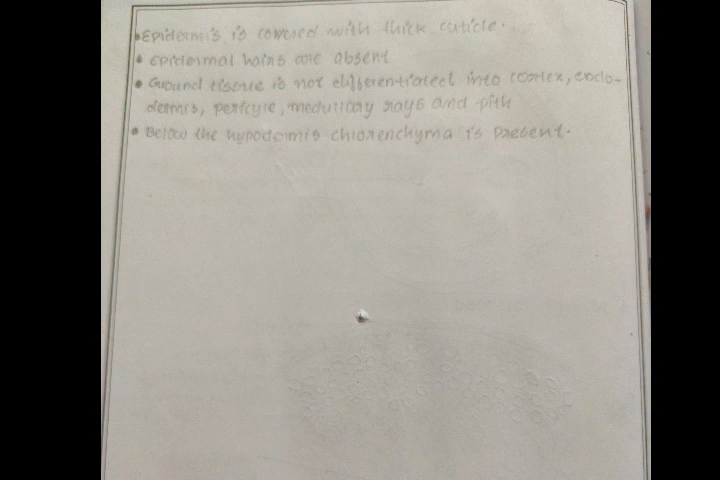 • Epidermis is covered with thick cuticle.
• Epidermal hairs are absent
• Ground tissue is not differentiated into cortex, endo-
dermis, pericycle, medullary rays and pith
• Below the hypodermis chlorenchyma is present.